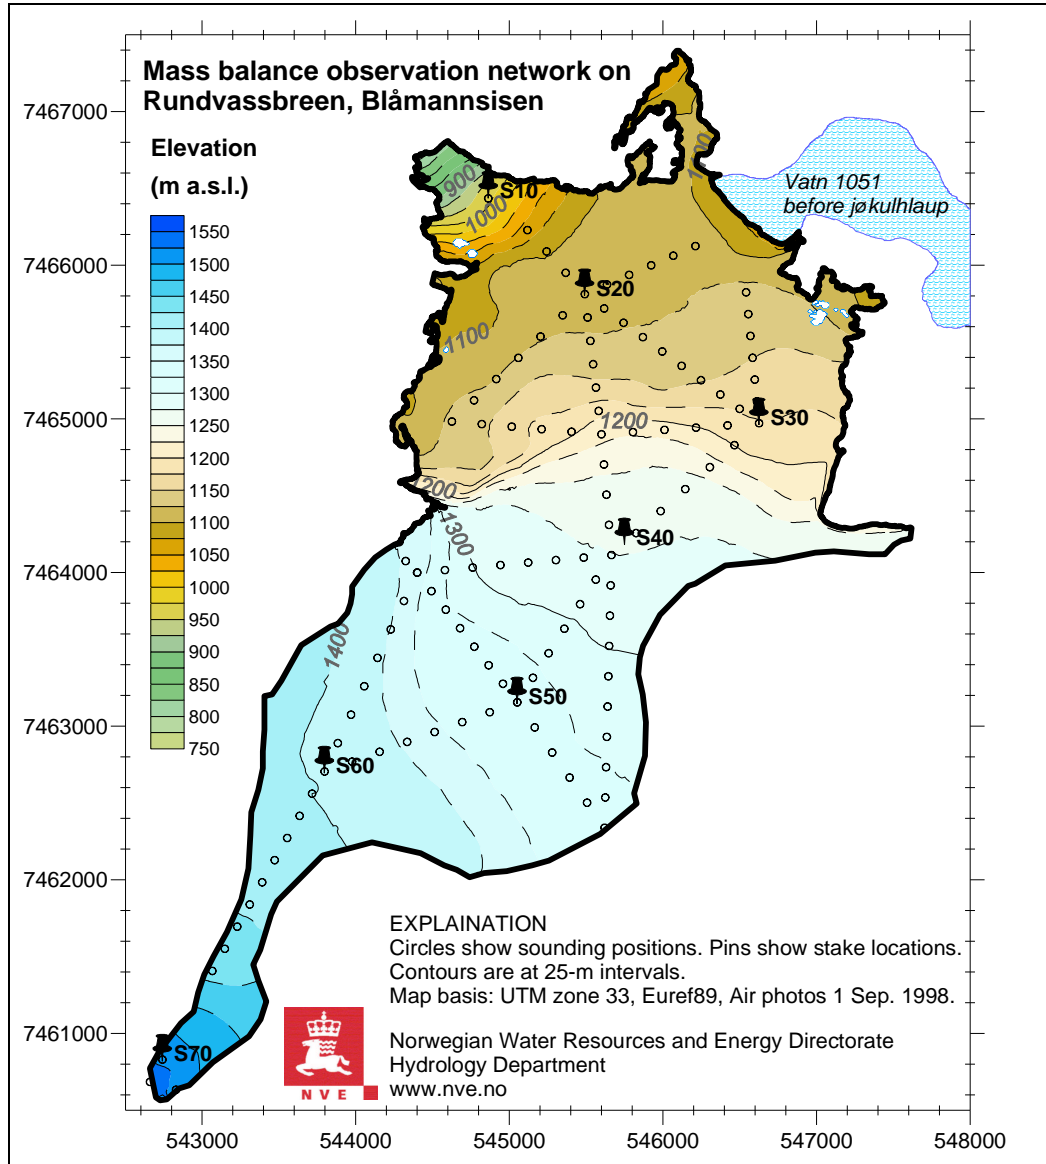 Mass balance observation network on
Rundvassbreen, Blåmannsisen
7467000
7466000
7465000
7464000
7463000
7462000
7461000
Elevation
(m a.s.l.)
1550
1500
1450
1400
1300
1250
1200
1150
1100
1050
1000
950
900
850
800
750
Vatn 1051
before jøkulhlaup
900
1000
1100
1100
1200
1200
1300
1400
S10
S20
S30
S40
S50
S60
S70
EXPLAINATION
Circles show sounding positions. Pins show stake locations.
Contours are at 25-m intervals.
Map basis: UTM zone 33, Euref89, Air photos 1 Sep. 1998.
Norwegian Water Resources and Energy Directorate
Hydrology Department
www.nve.no
N V E
543000
544000
545000
546000
547000
548000